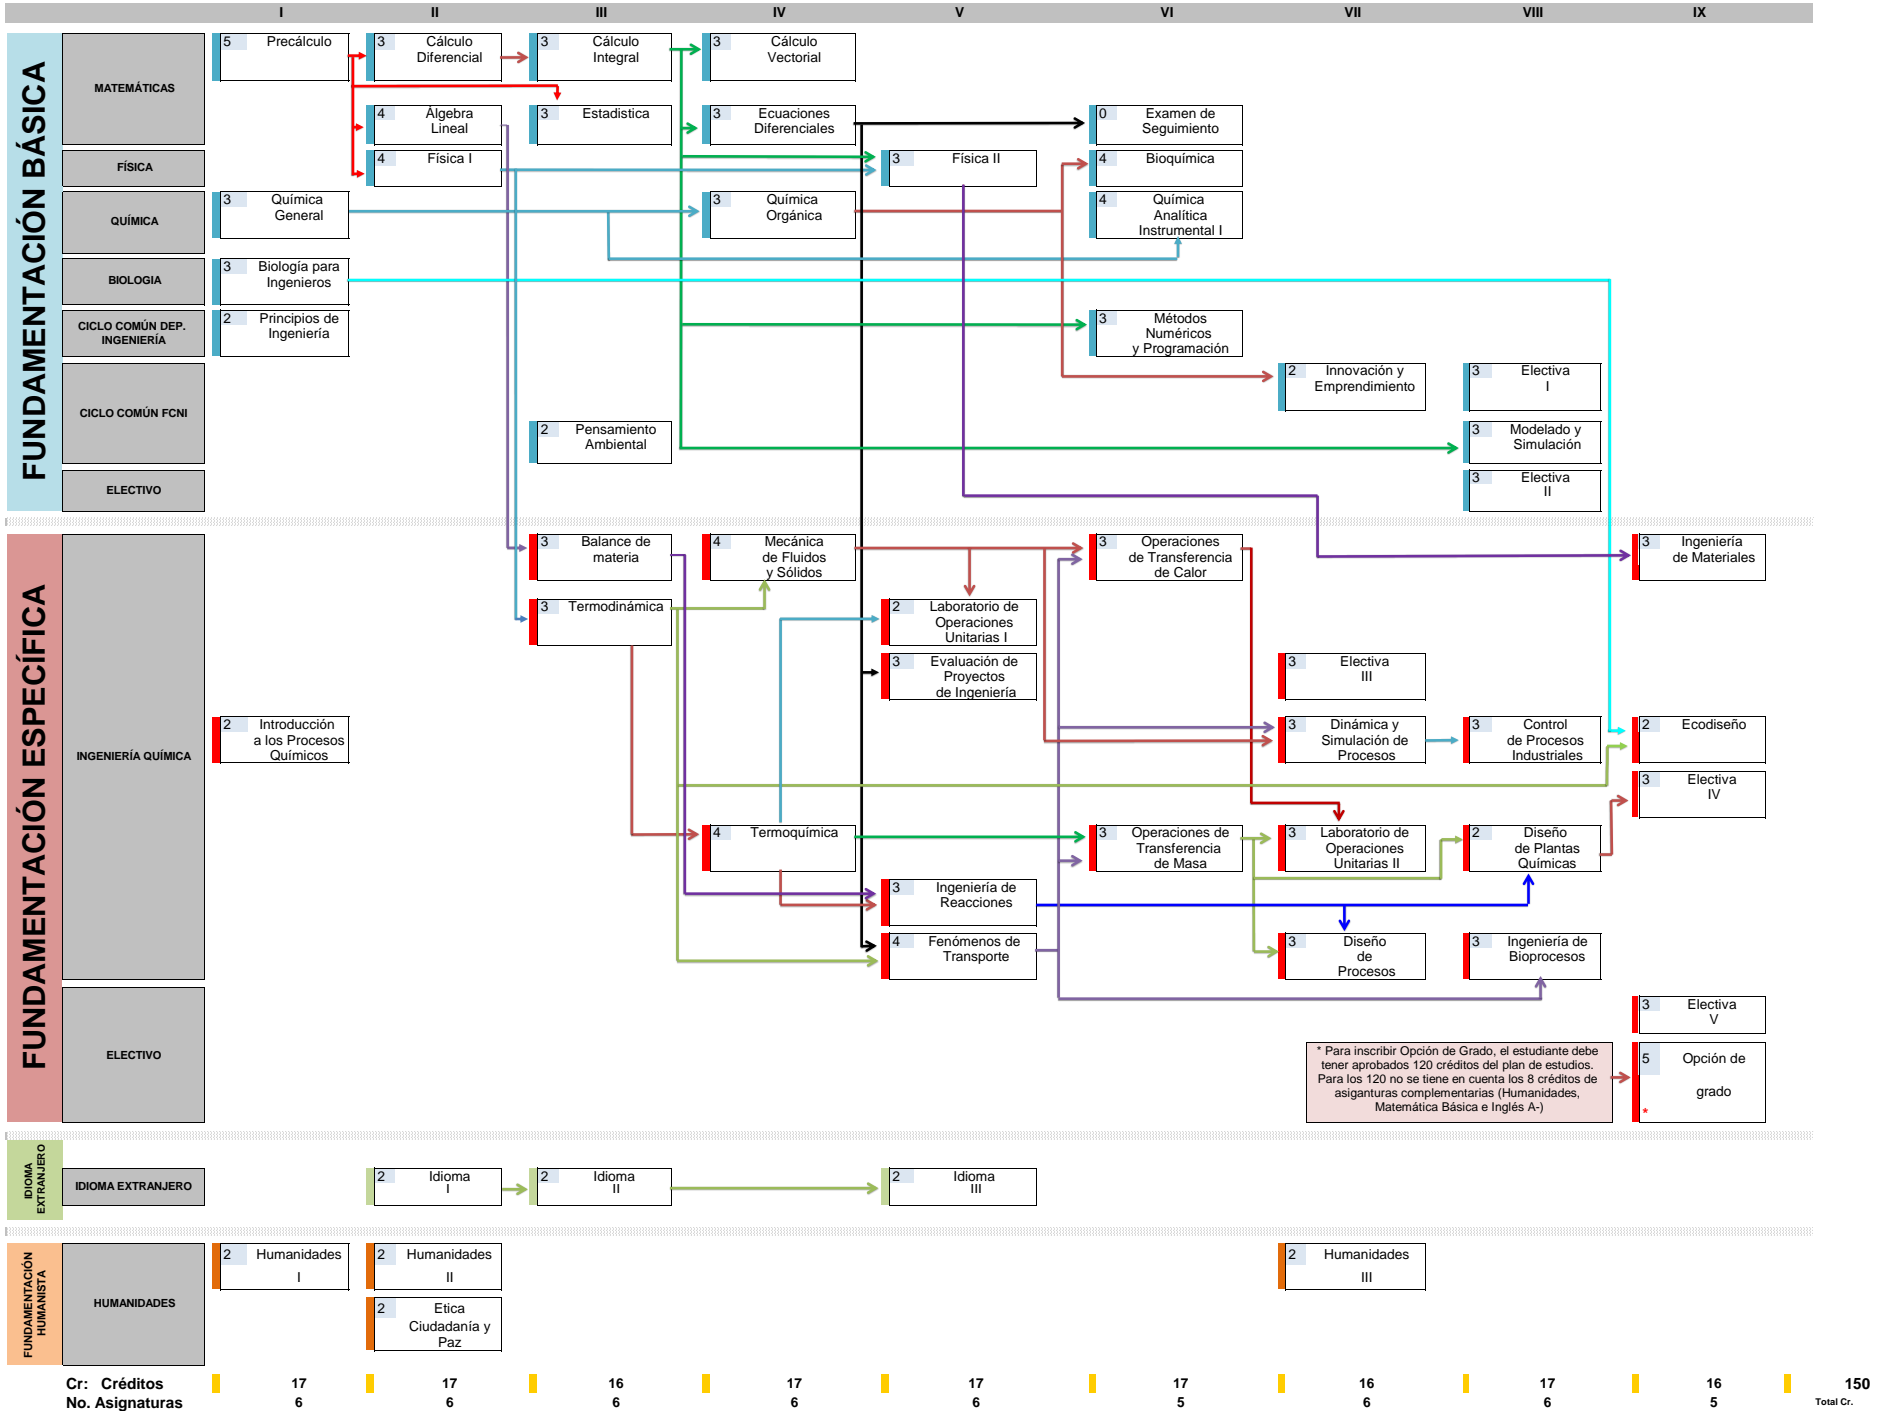 I II III IV V VI VII VIII IX
FUNDAMENTACIÓN BÁSICA
MATEMÁTICAS
5 Precálculo
3 Cálculo
Diferencial
3 Cálculo
Integral
3 Cálculo
Vectorial
4 Álgebra
Lineal
3 Estadistica
3 Ecuaciones
Diferenciales
0 Examen de
Seguimiento
FÍSICA
4 Física I
3 Física II
4 Bioquímica
QUÍMICA
3 Química
General
3 Química
Orgánica
4 Química
Analítica
Instrumental I
BIOLOGIA
3 Biología para
Ingenieros
CICLO COMÚN DEP.
INGENIERÍA
2 Principios de
Ingeniería
3 Métodos
Numéricos
y Programación
CICLO COMÚN FCNI
2 Innovación y
Emprendimiento
3 Electiva
I
2 Pensamiento
Ambiental
3 Modelado y
Simulación
ELECTIVO
3 Electiva
II
FUNDAMENTACIÓN ESPECÍFICA
INGENIERÍA QUÍMICA
3 Balance de
materia
4 Mecánica
de Fluidos
y Sólidos
3 Operaciones
de Transferencia
de Calor
3 Ingeniería
de Materiales
3 Termodinámica
2 Laboratorio de
Operaciones
Unitarias I
3 Evaluación de
Proyectos
de Ingeniería
3 Electiva
III
2 Introducción
a los Procesos
Químicos
3 Dinámica y
Simulación de
Procesos
3 Control
de Procesos
Industriales
2 Ecodiseño
3 Electiva
IV
4 Termoquímica
3 Operaciones de
Transferencia
de Masa
3 Laboratorio de
Operaciones
Unitarias II
2 Diseño
de Plantas
Químicas
3 Ingeniería de
Reacciones
4 Fenómenos de
Transporte
3 Diseño
de
Procesos
3 Ingeniería de
Bioprocesos
ELECTIVO
3 Electiva
V
* Para inscribir Opción de Grado, el estudiante debe
tener aprobados 120 créditos del plan de estudios.
Para los 120 no se tiene en cuenta los 8 créditos de
asiganturas complementarias (Humanidades,
Matemática Básica e Inglés A-)
5 Opción de
grado
*
IDIOMA
EXTRANJERO
IDIOMA EXTRANJERO
2 Idioma
I
2 Idioma
II
2 Idioma
III
FUNDAMENTACIÓN
HUMANISTA
HUMANIDADES
2 Humanidades
I
2 Humanidades
II
2 Humanidades
III
2 Etica
Ciudadanía y
Paz
Cr: Créditos 17 17 16 17 17 17 16 17 16 150
No. Asignaturas 6 6 6 6 6 5 6 6 5 Total Cr.